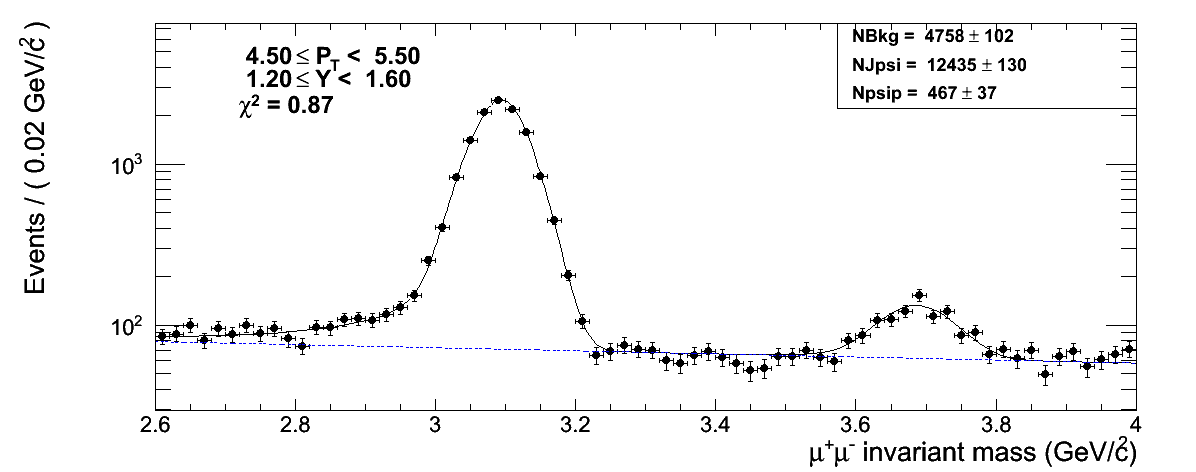 Events / ( 0.02 GeV/c² )
4.50 ≤ P_T < 5.50
1.20 ≤ Y < 1.60
χ² = 0.87
NBkg = 4758 ± 102
NJpsi = 12435 ± 130
Npsip = 467 ± 37
10³
10²
2.6 2.8 3 3.2 3.4 3.6 3.8 4
μ⁺μ⁻ invariant mass (GeV/c²)